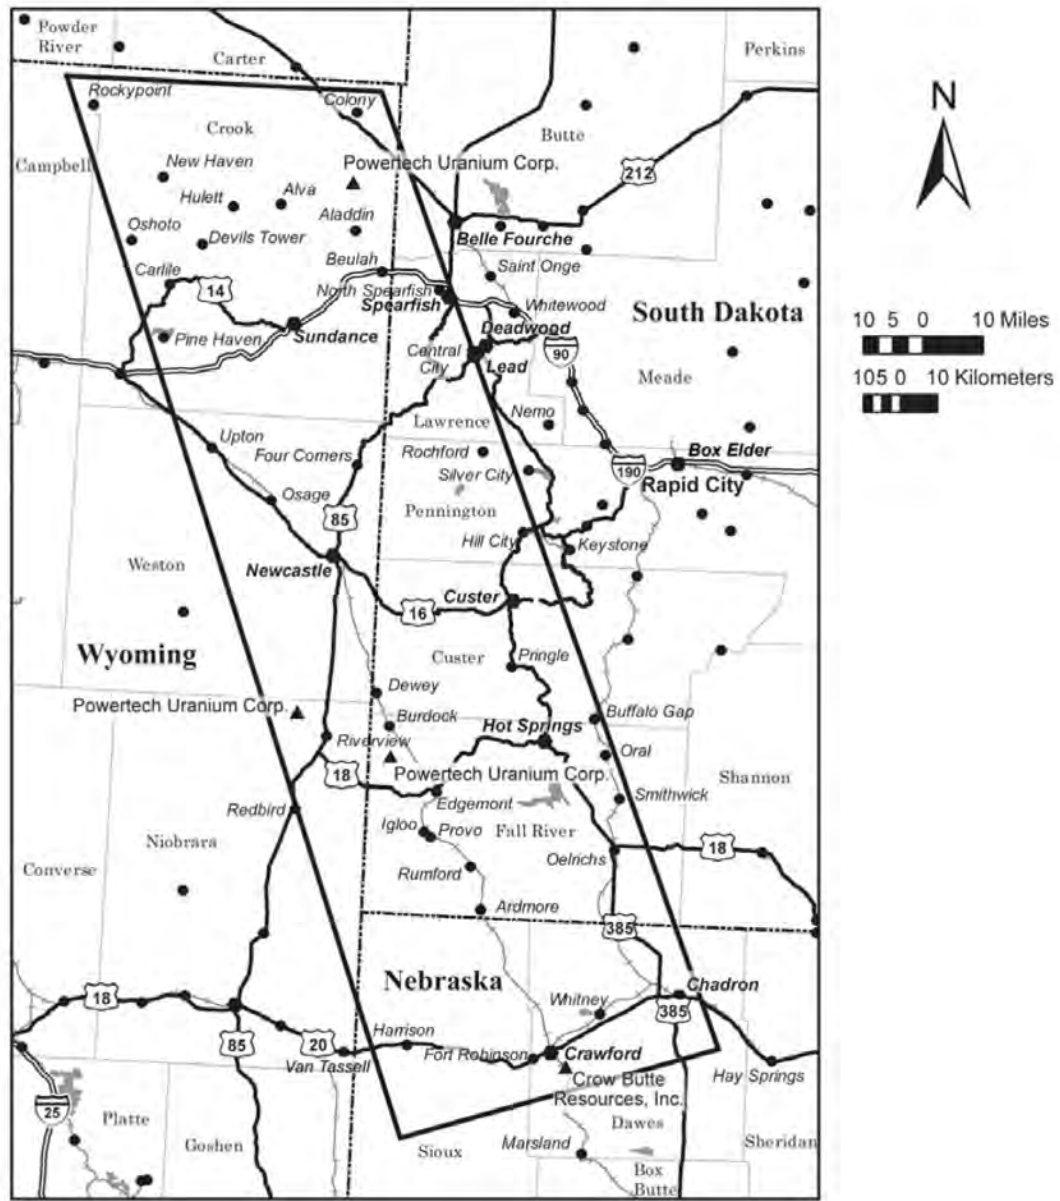 Powder
River
Carter
Perkins
N
Rockypoint
Colony
Crook
Butte
Campbell
New Haven
Powertech Uranium Corp.
212
Hulett
Alva
Aladdin
Oshoto
Devils Tower
Belle Fourche
Beulah
Saint Onge
Carlile
14
North Spearfish
Spearfish
Whitewood
South Dakota
10 5 0 10 Miles
Pine Haven
Sundance
Deadwood
Central
City
Lead
90
Meade
105 0 10 Kilometers
Lawrence
Nemo
Upton
Four Corners
Rochford
Box Elder
Silver City
190
Rapid City
Osage
85
Pennington
Hill City
Keystone
Weston
Newcastle
16
Custer
Wyoming
Custer
Pringle
Dewey
Powertech Uranium Corp.
Burdock
Hot Springs
Buffalo Gap
Riverview
Oral
18
Powertech Uranium Corp.
Shannon
Redbird
Edgemont
Smithwick
Igloo
Provo
Fall River
Niobrara
Oelrichs
18
Converse
Rumford
Ardmore
385
Nebraska
Chadron
18
Whitney
385
Harrison
85
20
Fort Robinson
Crawford
Van Tassell
Crow Butte
Resources, Inc.
Hay Springs
25
Platte
Dawes
Goshen
Sioux
Marsland
Sheridan
Box
Butte